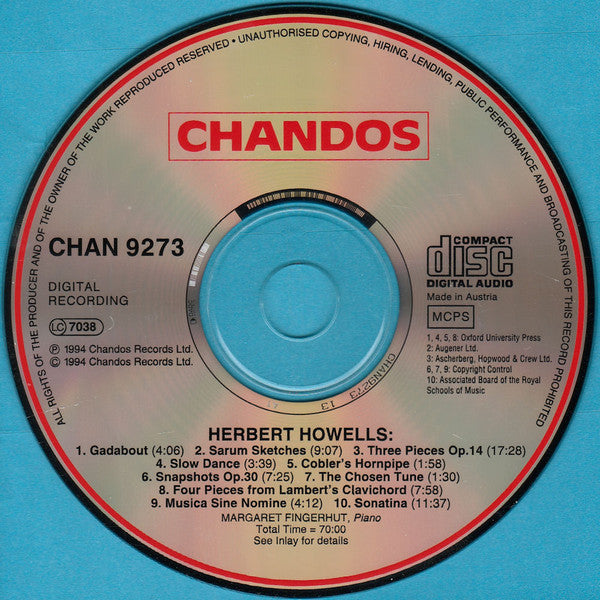 ALL RIGHTS OF THE PRODUCER AND OF THE OWNER OF THE WORK REPRODUCED RESERVED • UNAUTHORISED COPYING, HIRING, LENDING, PUBLIC PERFORMANCE AND BROADCASTING OF THIS RECORD PROHIBITED
CHANDOS
CHAN 9273
DIGITAL
RECORDING
LC 7038
℗ 1994 Chandos Records Ltd.
© 1994 Chandos Records Ltd.
COMPACT
disc
DIGITAL AUDIO
Made in Austria
MCPS
1, 4, 5, 8: Oxford University Press
2: Augener Ltd.
3: Ascherberg, Hopwood & Crew Ltd.
6, 7, 9: Copyright Control
10: Associated Board of the Royal
Schools of Music
CHAN9273 13
HERBERT HOWELLS:
1. Gadabout (4:06) 2. Sarum Sketches (9:07) 3. Three Pieces Op.14 (17:28)
4. Slow Dance (3:39) 5. Cobler's Hornpipe (1:58)
6. Snapshots Op.30 (7:25) 7. The Chosen Tune (1:30)
8. Four Pieces from Lambert's Clavichord (7:58)
9. Musica Sine Nomine (4:12) 10. Sonatina (11:37)
MARGARET FINGERHUT, Piano
Total Time = 70:00
See Inlay for details